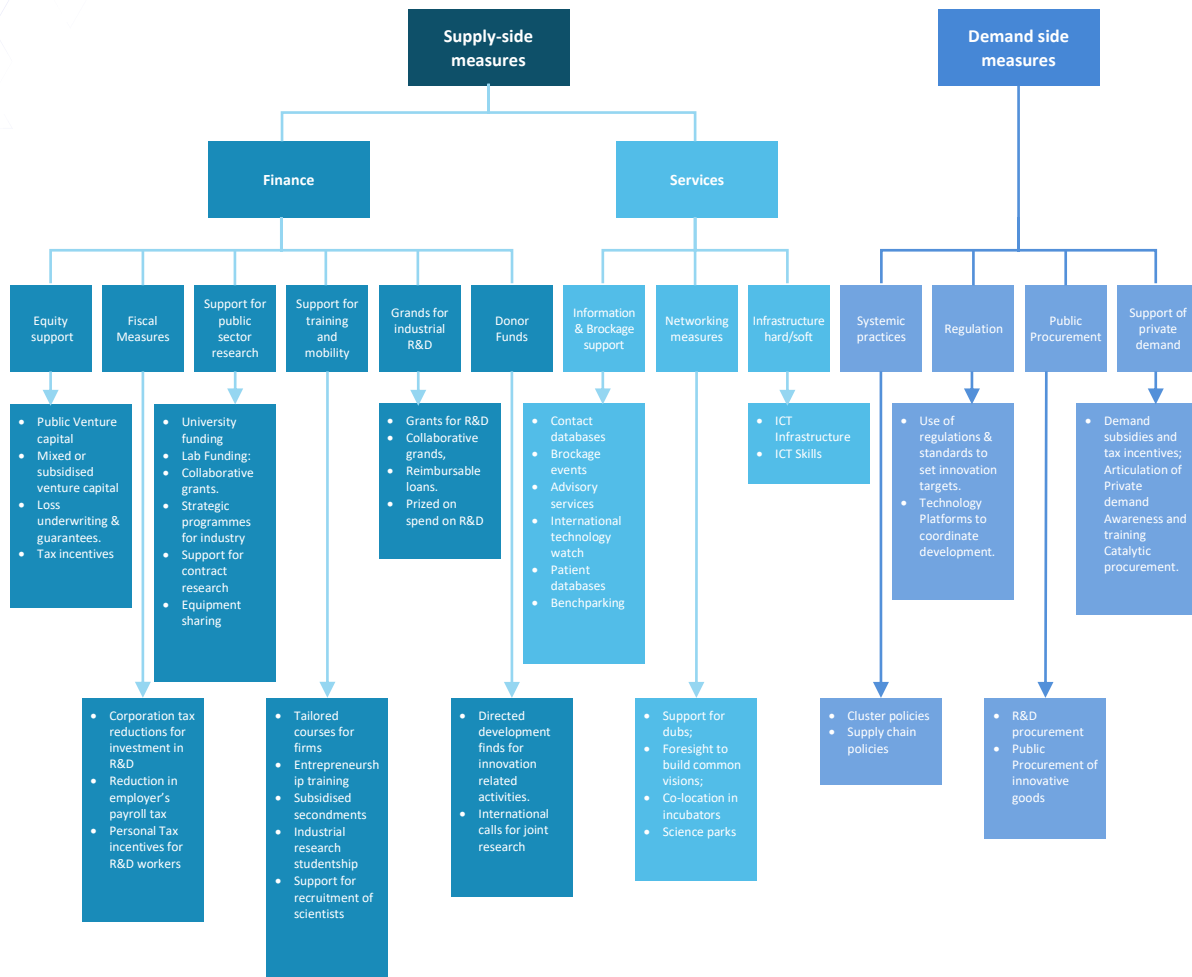 Supply-side
measures
Demand side
measures
Finance
Services
Equity
support
Fiscal
Measures
Support for
public
sector
research
Support for
training
and
mobility
Grands for
industrial
R&D
Donor
Funds
Information
& Brockage
support
Networking
measures
Infrastructure
hard/soft
Systemic
practices
Regulation
Public
Procurement
Support of
private
demand
• Public Venture
capital
• Mixed or
subsidised
venture capital
• Loss
underwriting &
guarantees.
• Tax incentives
• University
funding
• Lab Funding:
• Collaborative
grants.
• Strategic
programmes
for industry
• Support for
contract
research
• Equipment
sharing
• Grants for R&D
• Collaborative
grands,
• Reimbursable
loans.
• Prized on
spend on R&D
• Contact
databases
• Brockage
events
• Advisory
services
• International
technology
watch
• Patient
databases
• Benchparking
• ICT
Infrastructure
• ICT Skills
• Use of
regulations &
standards to
set innovation
targets.
• Technology
Platforms to
coordinate
development.
• Demand
subsidies and
tax incentives;
Articulation of
Private
demand
Awareness and
training
Catalytic
procurement.
• Corporation tax
reductions for
investment in
R&D
• Reduction in
employer's
payroll tax
• Personal Tax
incentives for
R&D workers
• Tailored
courses for
firms
• Entrepreneursh
ip training
• Subsidised
secondments
• Industrial
research
studentship
• Support for
recruitment of
scientists
• Directed
development
finds for
innovation
related
activities.
• International
calls for joint
research
• Support for
dubs;
• Foresight to
build common
visions;
• Co-location in
incubators
• Science parks
• Cluster policies
• Supply chain
policies
• R&D
procurement
• Public
Procurement of
innovative
goods